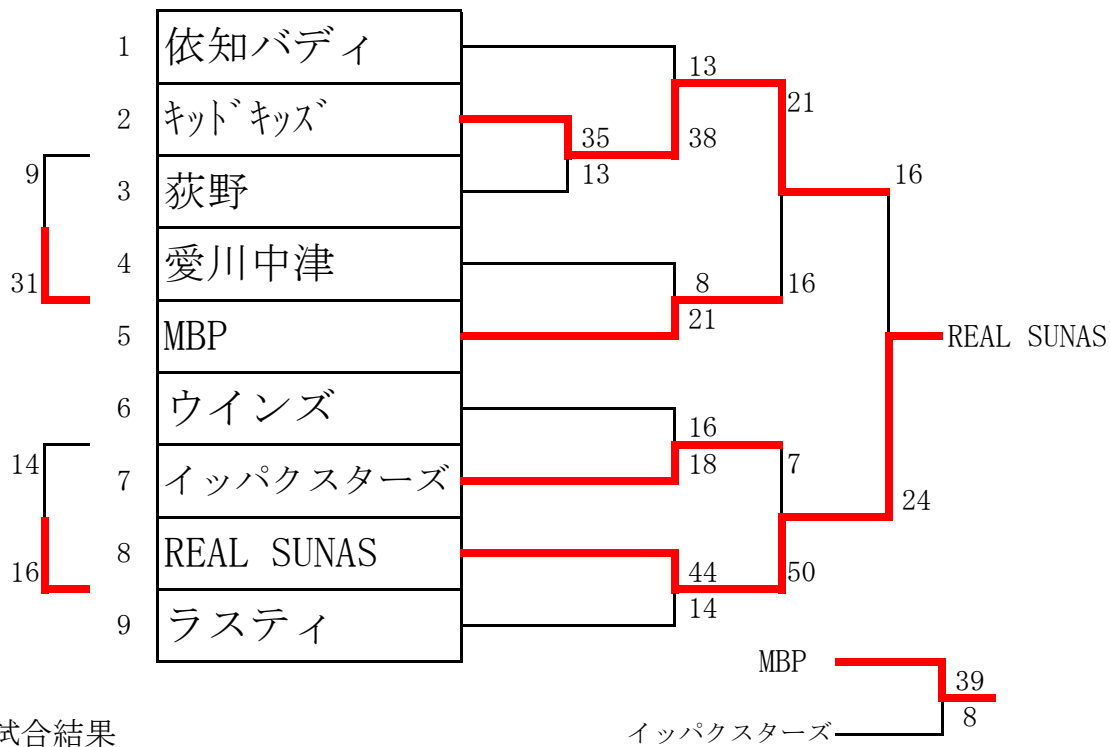 1 依知バディ
13
21
2 キッドキッズ
35
38
9
3 荻野
13
16
4 愛川中津
31
8
16
21
5 MBP
REAL SUNAS
6 ウインズ
16
14
7 イッパクスターズ
18
7
24
8 REAL SUNAS
16
44
50
14
9 ラスティ
MBP
39
8
試合結果
イッパクスターズ